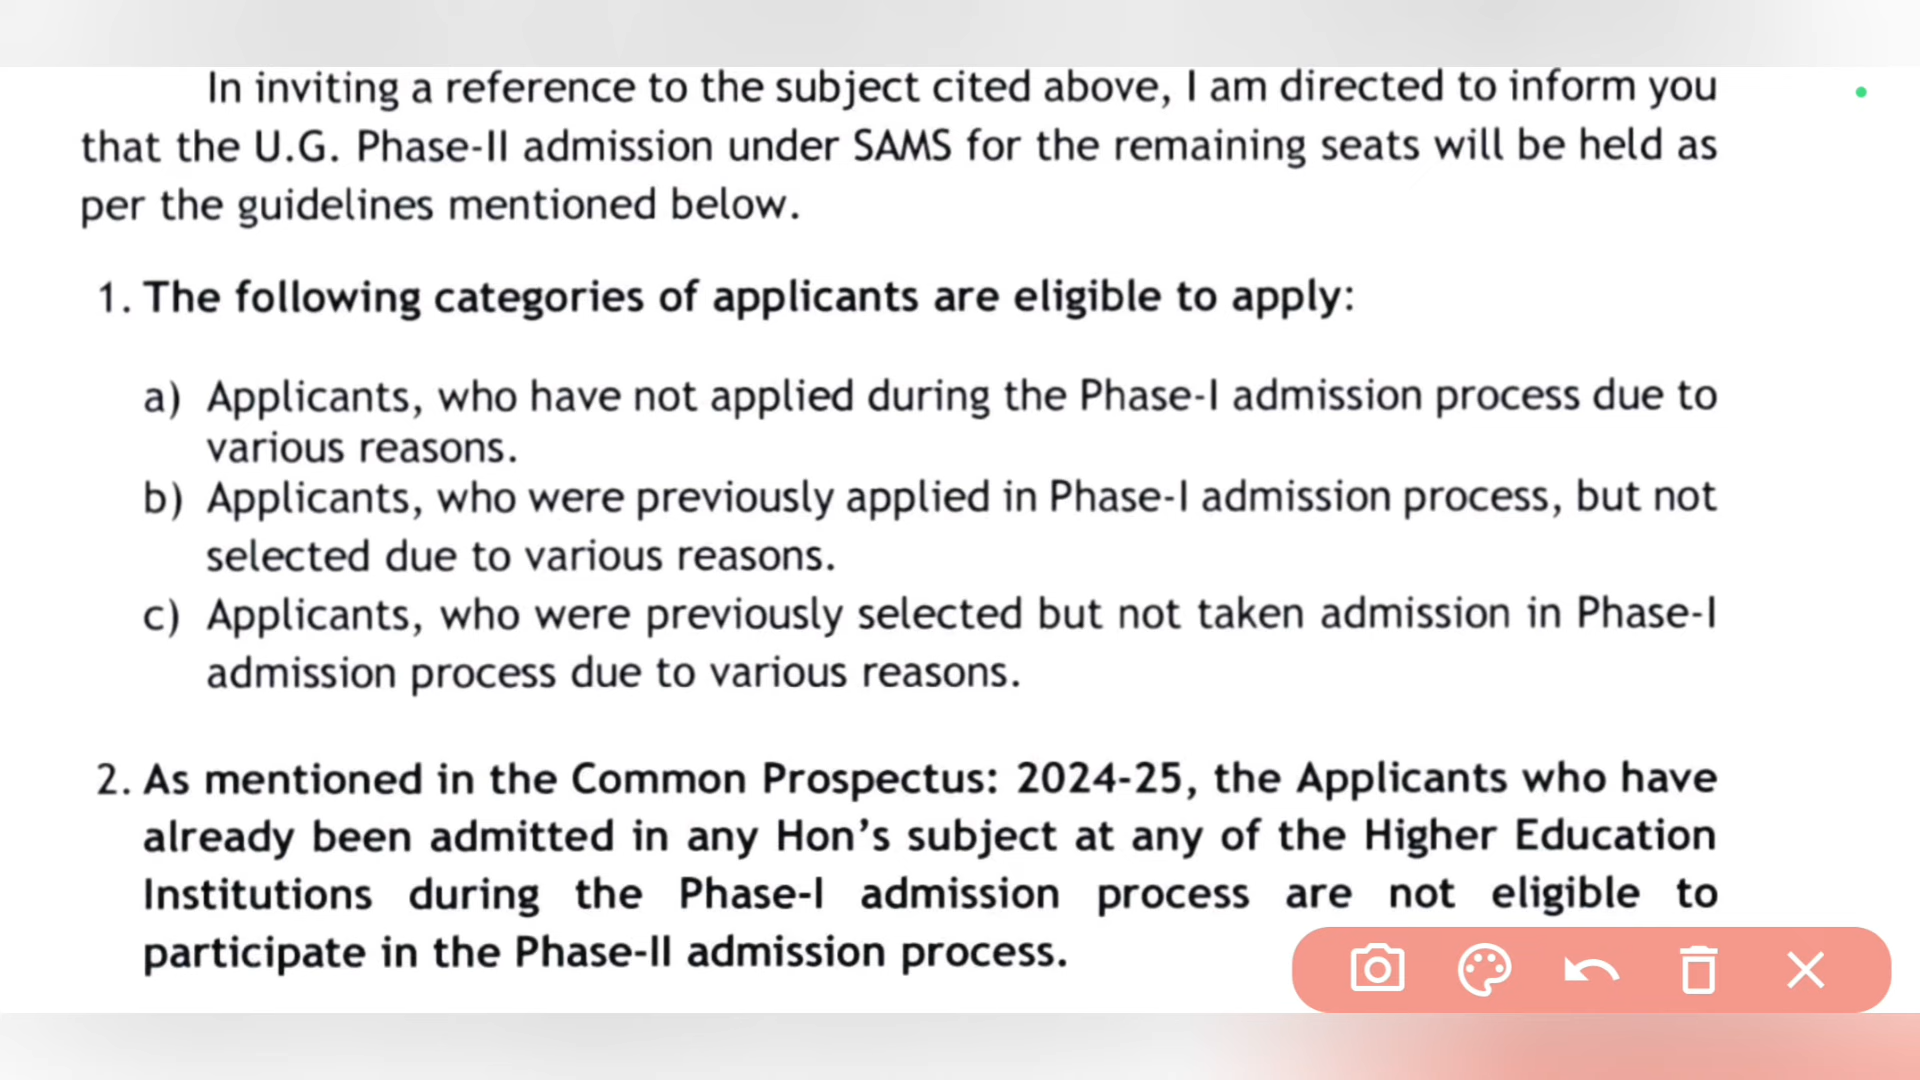 In inviting a reference to the subject cited above, I am directed to inform you
that the U.G. Phase-II admission under SAMS for the remaining seats will be held as
per the guidelines mentioned below.
1. The following categories of applicants are eligible to apply:
a) Applicants, who have not applied during the Phase-I admission process due to
various reasons.
b) Applicants, who were previously applied in Phase-I admission process, but not
selected due to various reasons.
c) Applicants, who were previously selected but not taken admission in Phase-I
admission process due to various reasons.
2. As mentioned in the Common Prospectus: 2024-25, the Applicants who have
already been admitted in any Hon’s subject at any of the Higher Education
Institutions during the Phase-I admission process are not eligible to
participate in the Phase-II admission process.